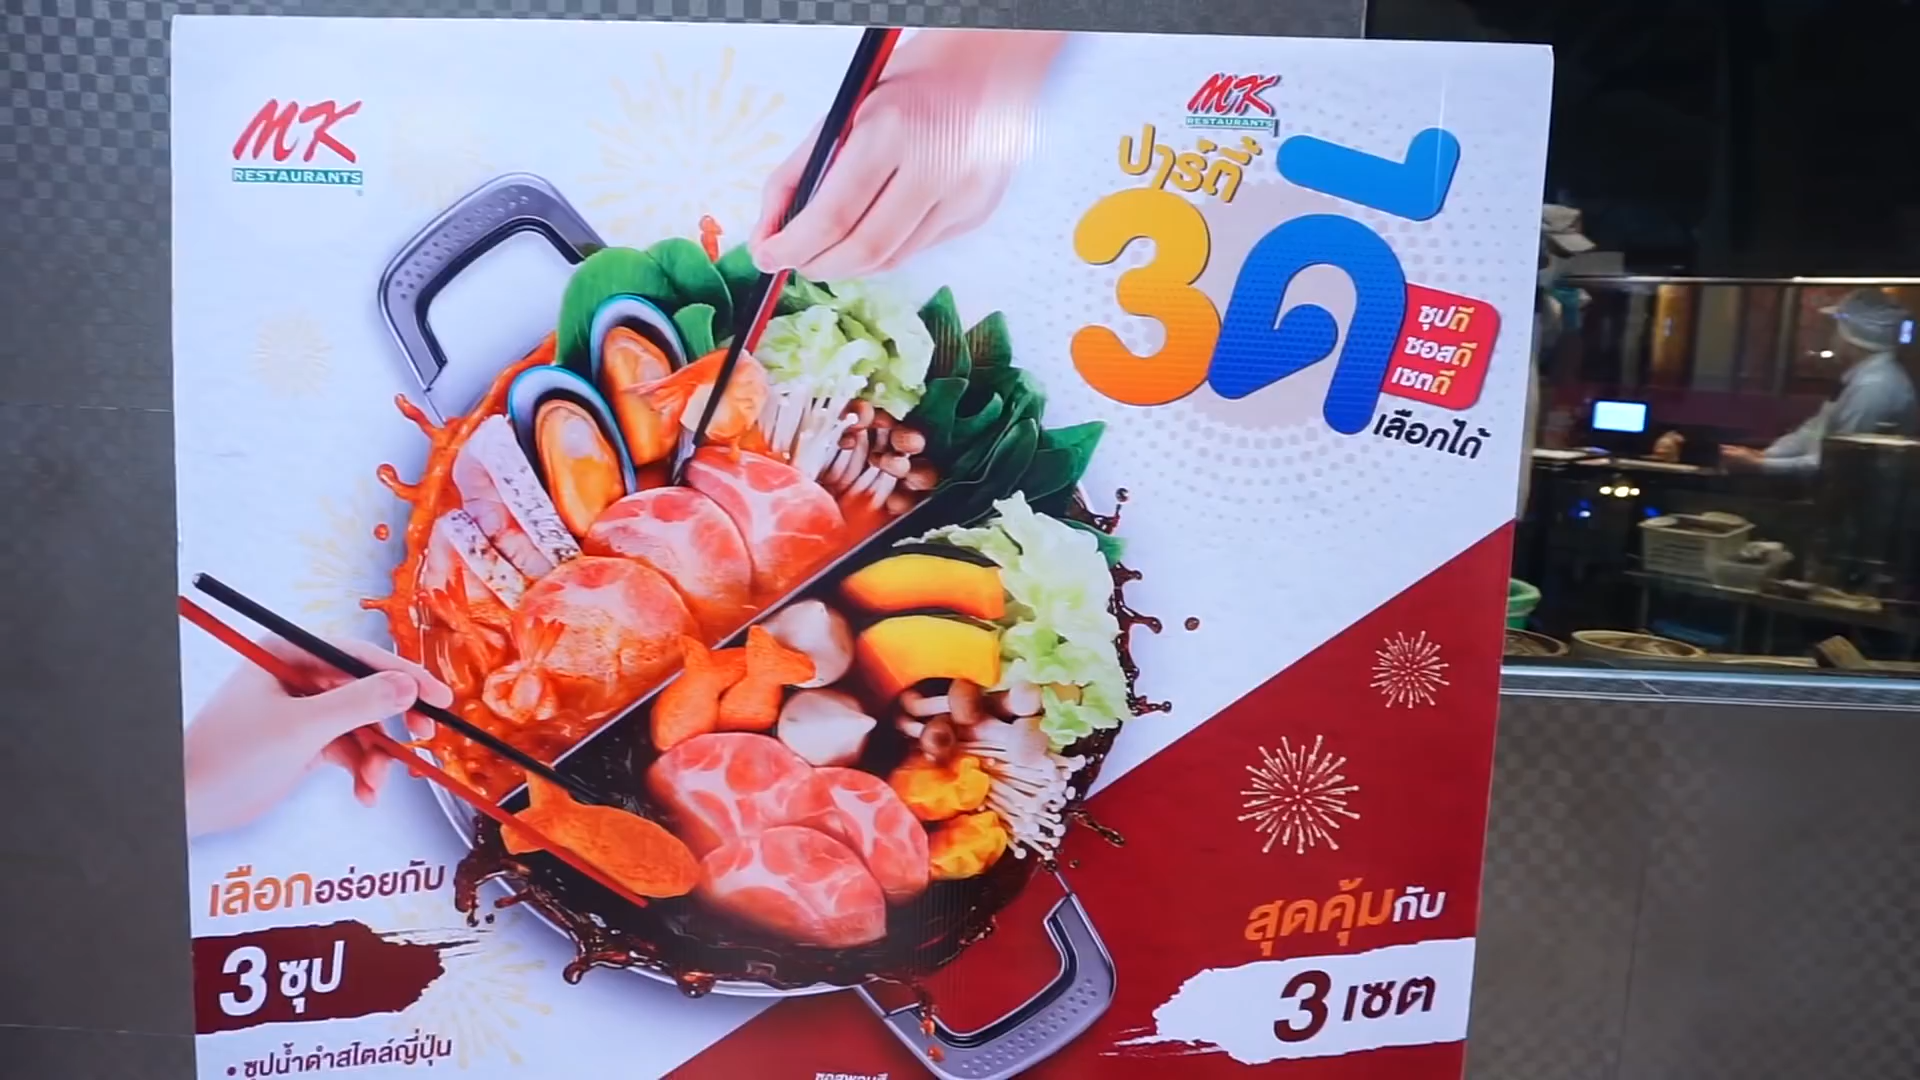 MK
RESTAURANTS
MK
RESTAURANTS
ปาร์ตี้
3ดี
ซุปดี
ซอสดี
เซตดี
เลือกได้
เลือกอร่อยกับ
3 ซุป
• ซุปน้ำดำสไตล์ญี่ปุ่น
สุดคุ้มกับ
3 เซต